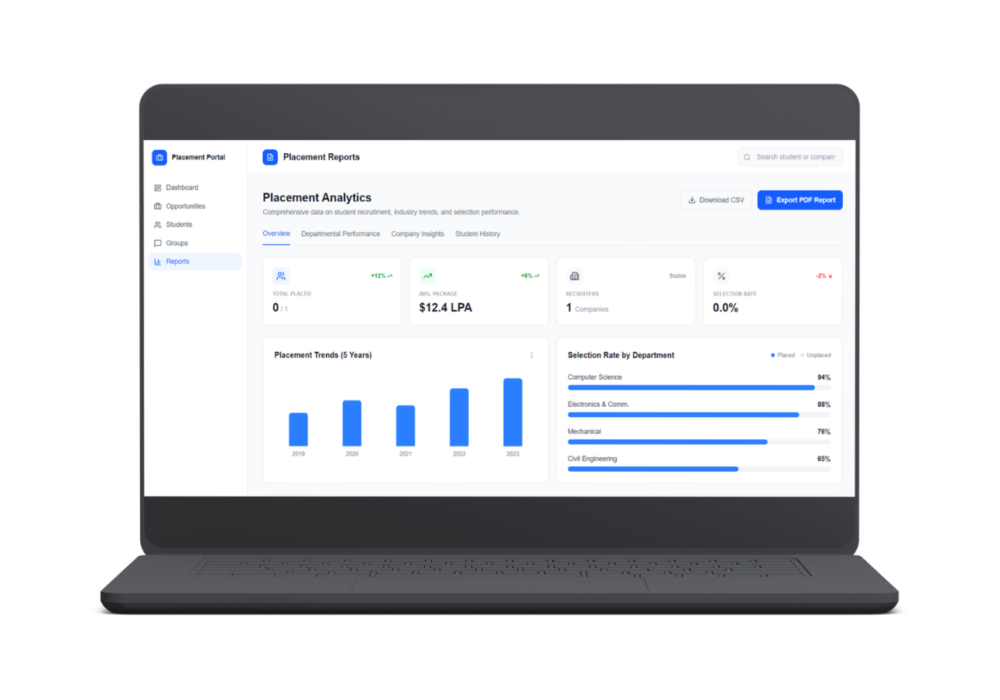 Placement Portal
Dashboard
Opportunities
Students
Groups
Reports
Placement Reports
Search student or company
Placement Analytics
Comprehensive data on student recruitment, industry trends, and selection performance.
Download CSV
Export PDF Report
Overview Departmental Performance Company Insights Student History
+12%
TOTAL PLACED
0 / 1
+8%
AVG. PACKAGE
$12.4 LPA
Stable
RECRUITERS
1 Companies
-2%
SELECTION RATE
0.0%
Placement Trends (5 Years)
2019 2020 2021 2022 2023
Selection Rate by Department
Placed Unplaced
Computer Science 94%
Electronics & Comm. 88%
Mechanical 76%
Civil Engineering 65%